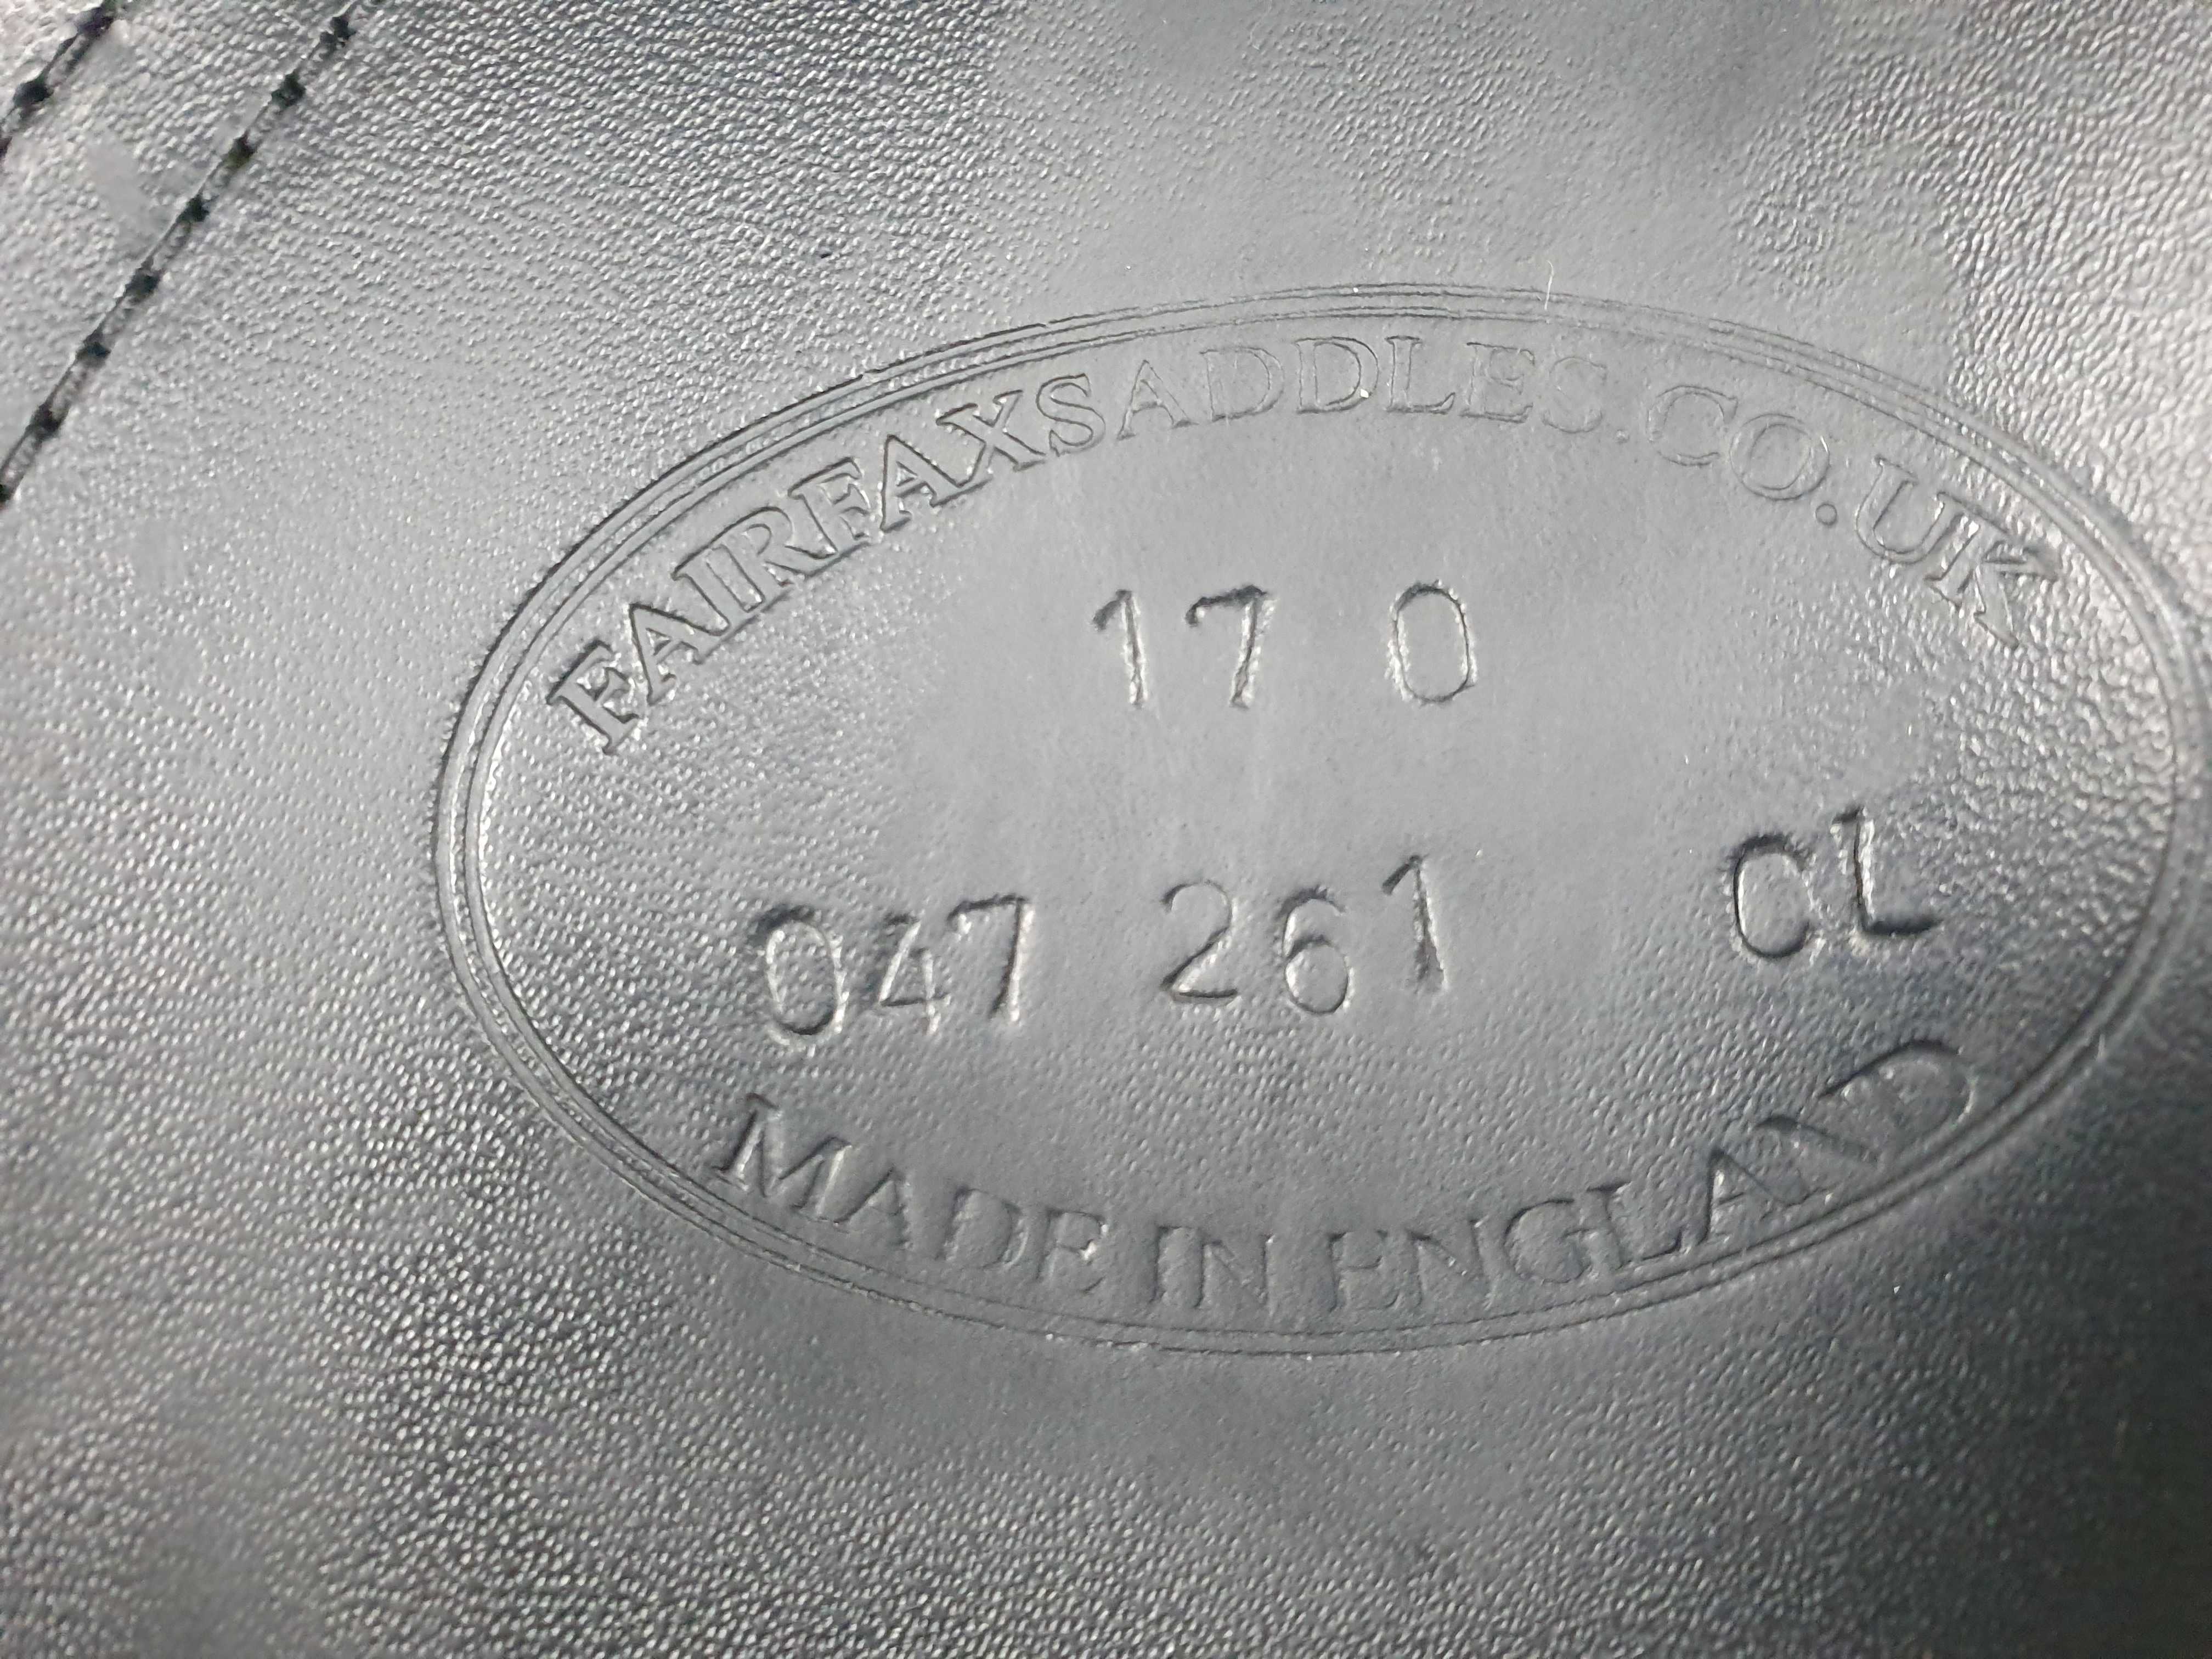 FAIRFAXSADDLES.CO.UK
17 0
047 261 CL
MADE IN ENGLAND